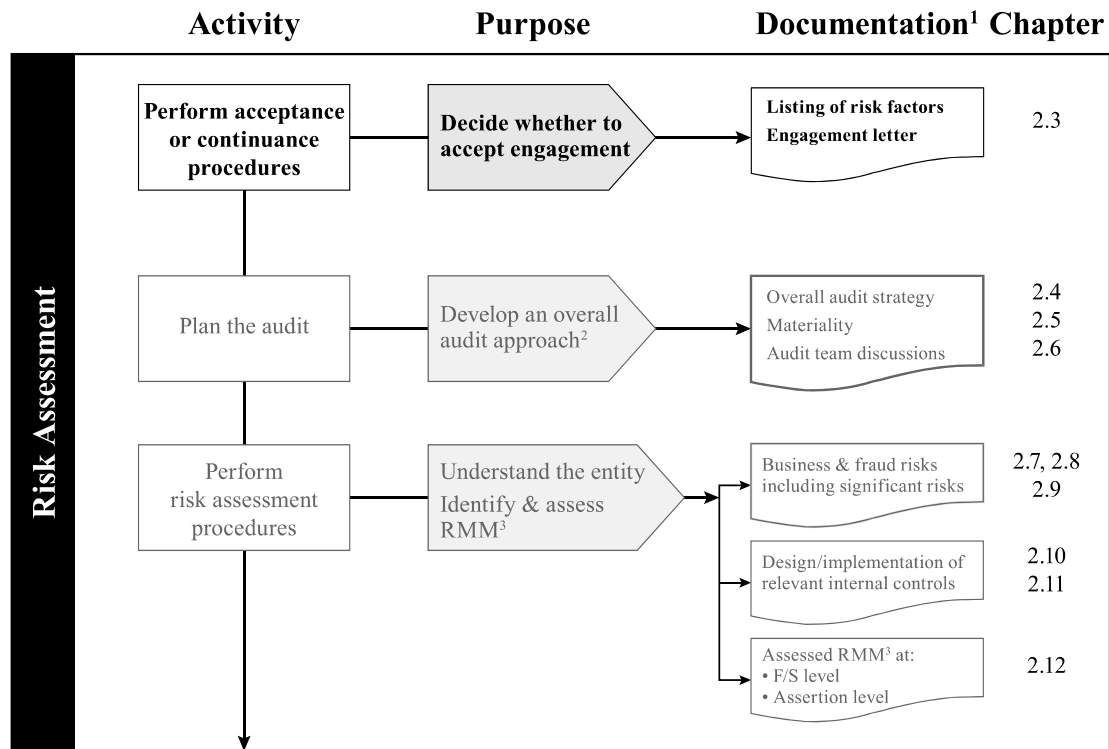 Activity
Purpose
Documentation¹ Chapter
Risk Assessment
Perform acceptance
or continuance
procedures
Decide whether to
accept engagement
Listing of risk factors
Engagement letter
2.3
Plan the audit
Develop an overall
audit approach²
Overall audit strategy
Materiality
Audit team discussions
2.4
2.5
2.6
Perform
risk assessment
procedures
Understand the entity
Identify & assess
RMM³
Business & fraud risks
including significant risks
2.7, 2.8
2.9
Design/implementation of
relevant internal controls
2.10
2.11
Assessed RMM³ at:
• F/S level
• Assertion level
2.12